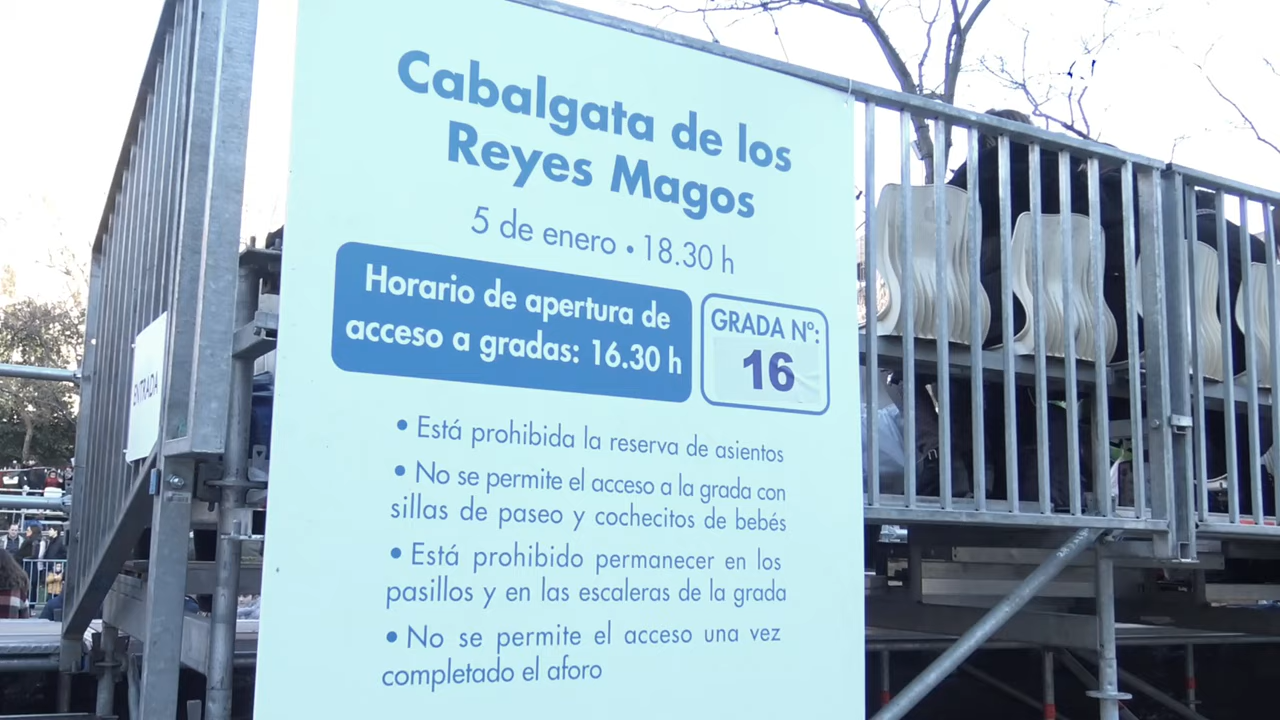 Cabalgata de los
Reyes Magos
5 de enero • 18.30 h
Horario de apertura de
acceso a gradas: 16.30 h
GRADA Nº:
16
• Está prohibida la reserva de asientos
• No se permite el acceso a la grada con
sillas de paseo y cochecitos de bebés
• Está prohibido permanecer en los
pasillos y en las escaleras de la grada
• No se permite el acceso una vez
completado el aforo
ENTRADA